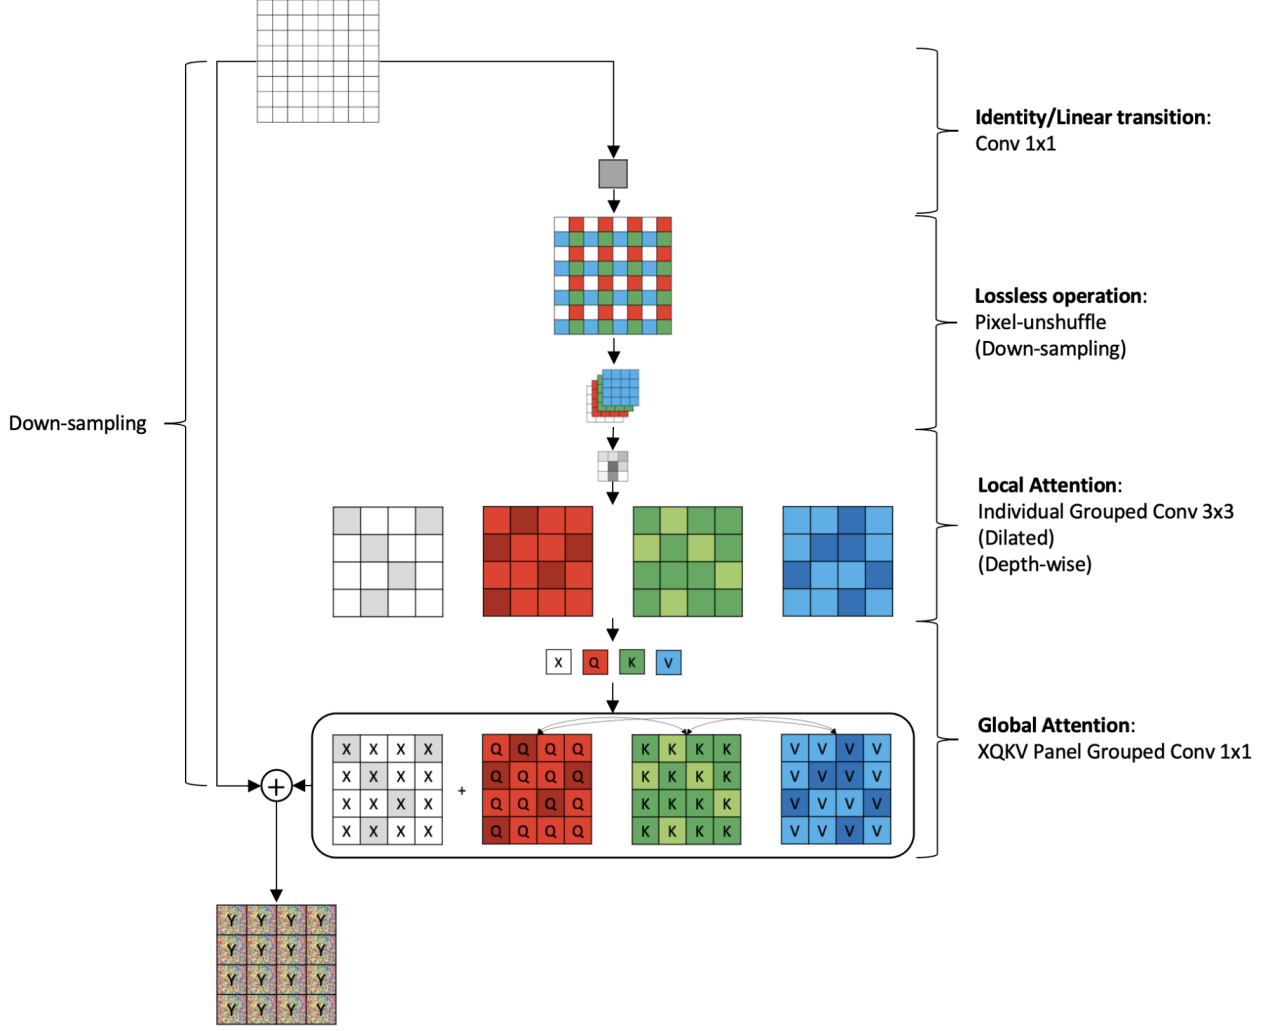 Identity/Linear transition:
Conv 1x1
Lossless operation:
Pixel-unshuffle
(Down-sampling)
Down-sampling
Local Attention:
Individual Grouped Conv 3x3
(Dilated)
(Depth-wise)
X Q K V
Global Attention:
XQKV Panel Grouped Conv 1x1
X X X X Q Q Q Q K K K K V V V V
X X X X Q Q Q Q K K K K V V V V
+ +
X X X X Q Q Q Q K K K K V V V V
X X X X Q Q Q Q K K K K V V V V
Y Y Y Y
Y Y Y Y
Y Y Y Y
Y Y Y Y